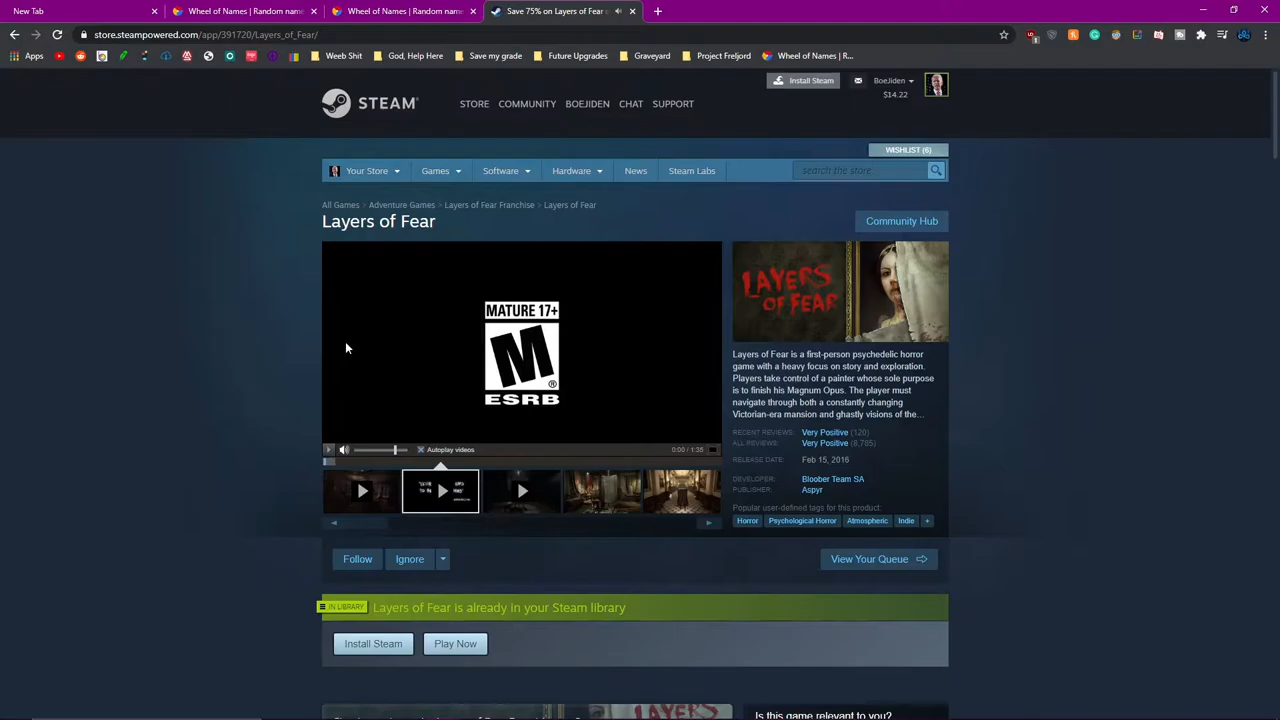 New Tab
Wheel of Names | Random name
Wheel of Names | Random name
Save 75% on Layers of Fear o
store.steampowered.com/app/391720/Layers_of_Fear/
Apps
Weeb Shit
God, Help Here
Save my grade
Future Upgrades
Graveyard
Project Freljord
Wheel of Names | R...
STEAM
STORE
COMMUNITY
BOEJIDEN
CHAT
SUPPORT
Install Steam
BoeJiden
$14.22
WISHLIST (6)
Your Store
Games
Software
Hardware
News
Steam Labs
search the store
All Games > Adventure Games > Layers of Fear Franchise > Layers of Fear
Layers of Fear
Community Hub
MATURE 17+
M
ESRB
LAYERS
OF FEAR
Layers of Fear is a first-person psychedelic horror
game with a heavy focus on story and exploration.
Players take control of a painter whose sole purpose
is to finish his Magnum Opus. The player must
navigate through both a constantly changing
Victorian-era mansion and ghastly visions of the...
RECENT REVIEWS: Very Positive (120)
ALL REVIEWS: Very Positive (8,785)
RELEASE DATE: Feb 15, 2016
DEVELOPER: Bloober Team SA
PUBLISHER: Aspyr
Popular user-defined tags for this product:
Horror
Psychological Horror
Atmospheric
Indie
+
Autoplay videos
0:00 / 1:35
Follow
Ignore
View Your Queue
IN LIBRARY
Layers of Fear is already in your Steam library
Install Steam
Play Now
LAYERS
Is this game relevant to you?